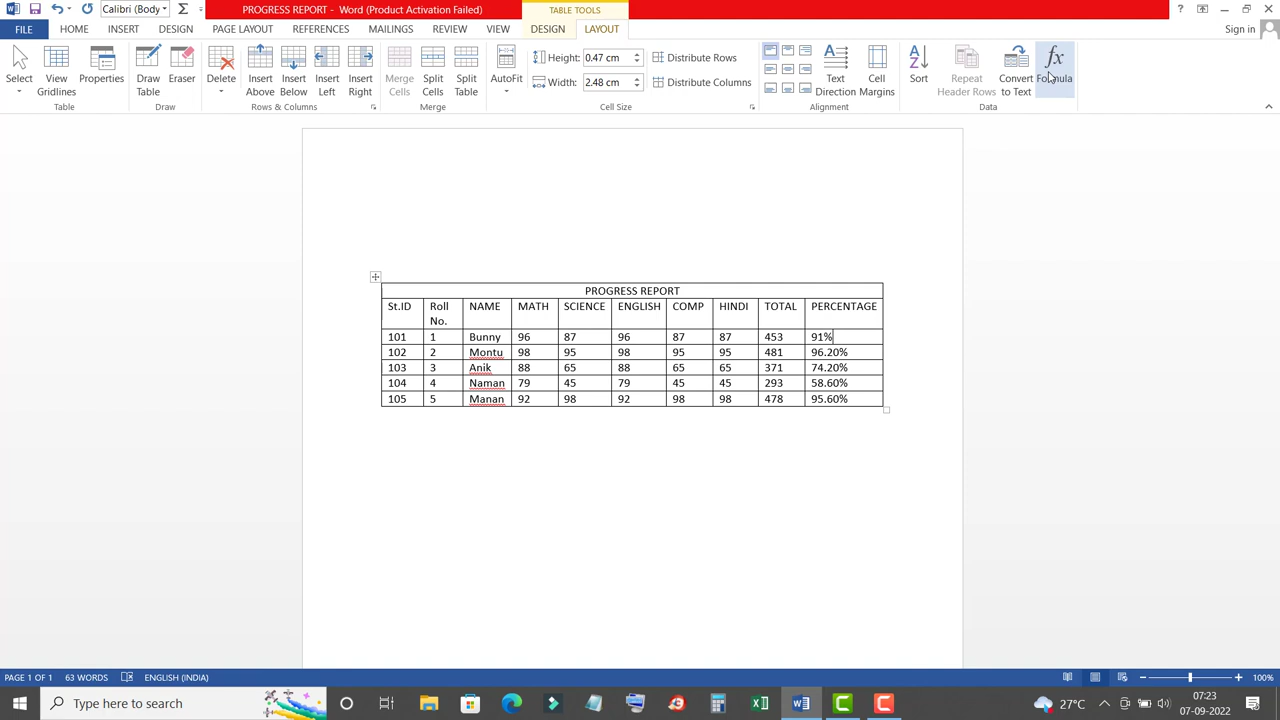 PROGRESS REPORT - Word (Product Activation Failed)
Calibri (Body
TABLE TOOLS
FILE HOME INSERT DESIGN PAGE LAYOUT REFERENCES MAILINGS REVIEW VIEW DESIGN LAYOUT
Sign in
Select
View Gridlines
Properties
Table
Draw Table
Eraser
Draw
Delete
Insert Above
Insert Below
Insert Left
Insert Right
Rows & Columns
Merge Cells
Split Cells
Split Table
Merge
AutoFit
Height: 0.47 cm
Width: 2.48 cm
Distribute Rows
Distribute Columns
Cell Size
Text Direction
Cell Margins
Alignment
Sort
Repeat Header Rows
Convert to Text
fx
Formula
Data
PROGRESS REPORT
St.ID Roll No. NAME MATH SCIENCE ENGLISH COMP HINDI TOTAL PERCENTAGE
101 1 Bunny 96 87 96 87 87 453 91%
102 2 Montu 98 95 98 95 95 481 96.20%
103 3 Anik 88 65 88 65 65 371 74.20%
104 4 Naman 79 45 79 45 45 293 58.60%
105 5 Manan 92 98 92 98 98 478 95.60%
PAGE 1 OF 1 63 WORDS ENGLISH (INDIA)
100%
Type here to search
27°C
07:23
07-09-2022